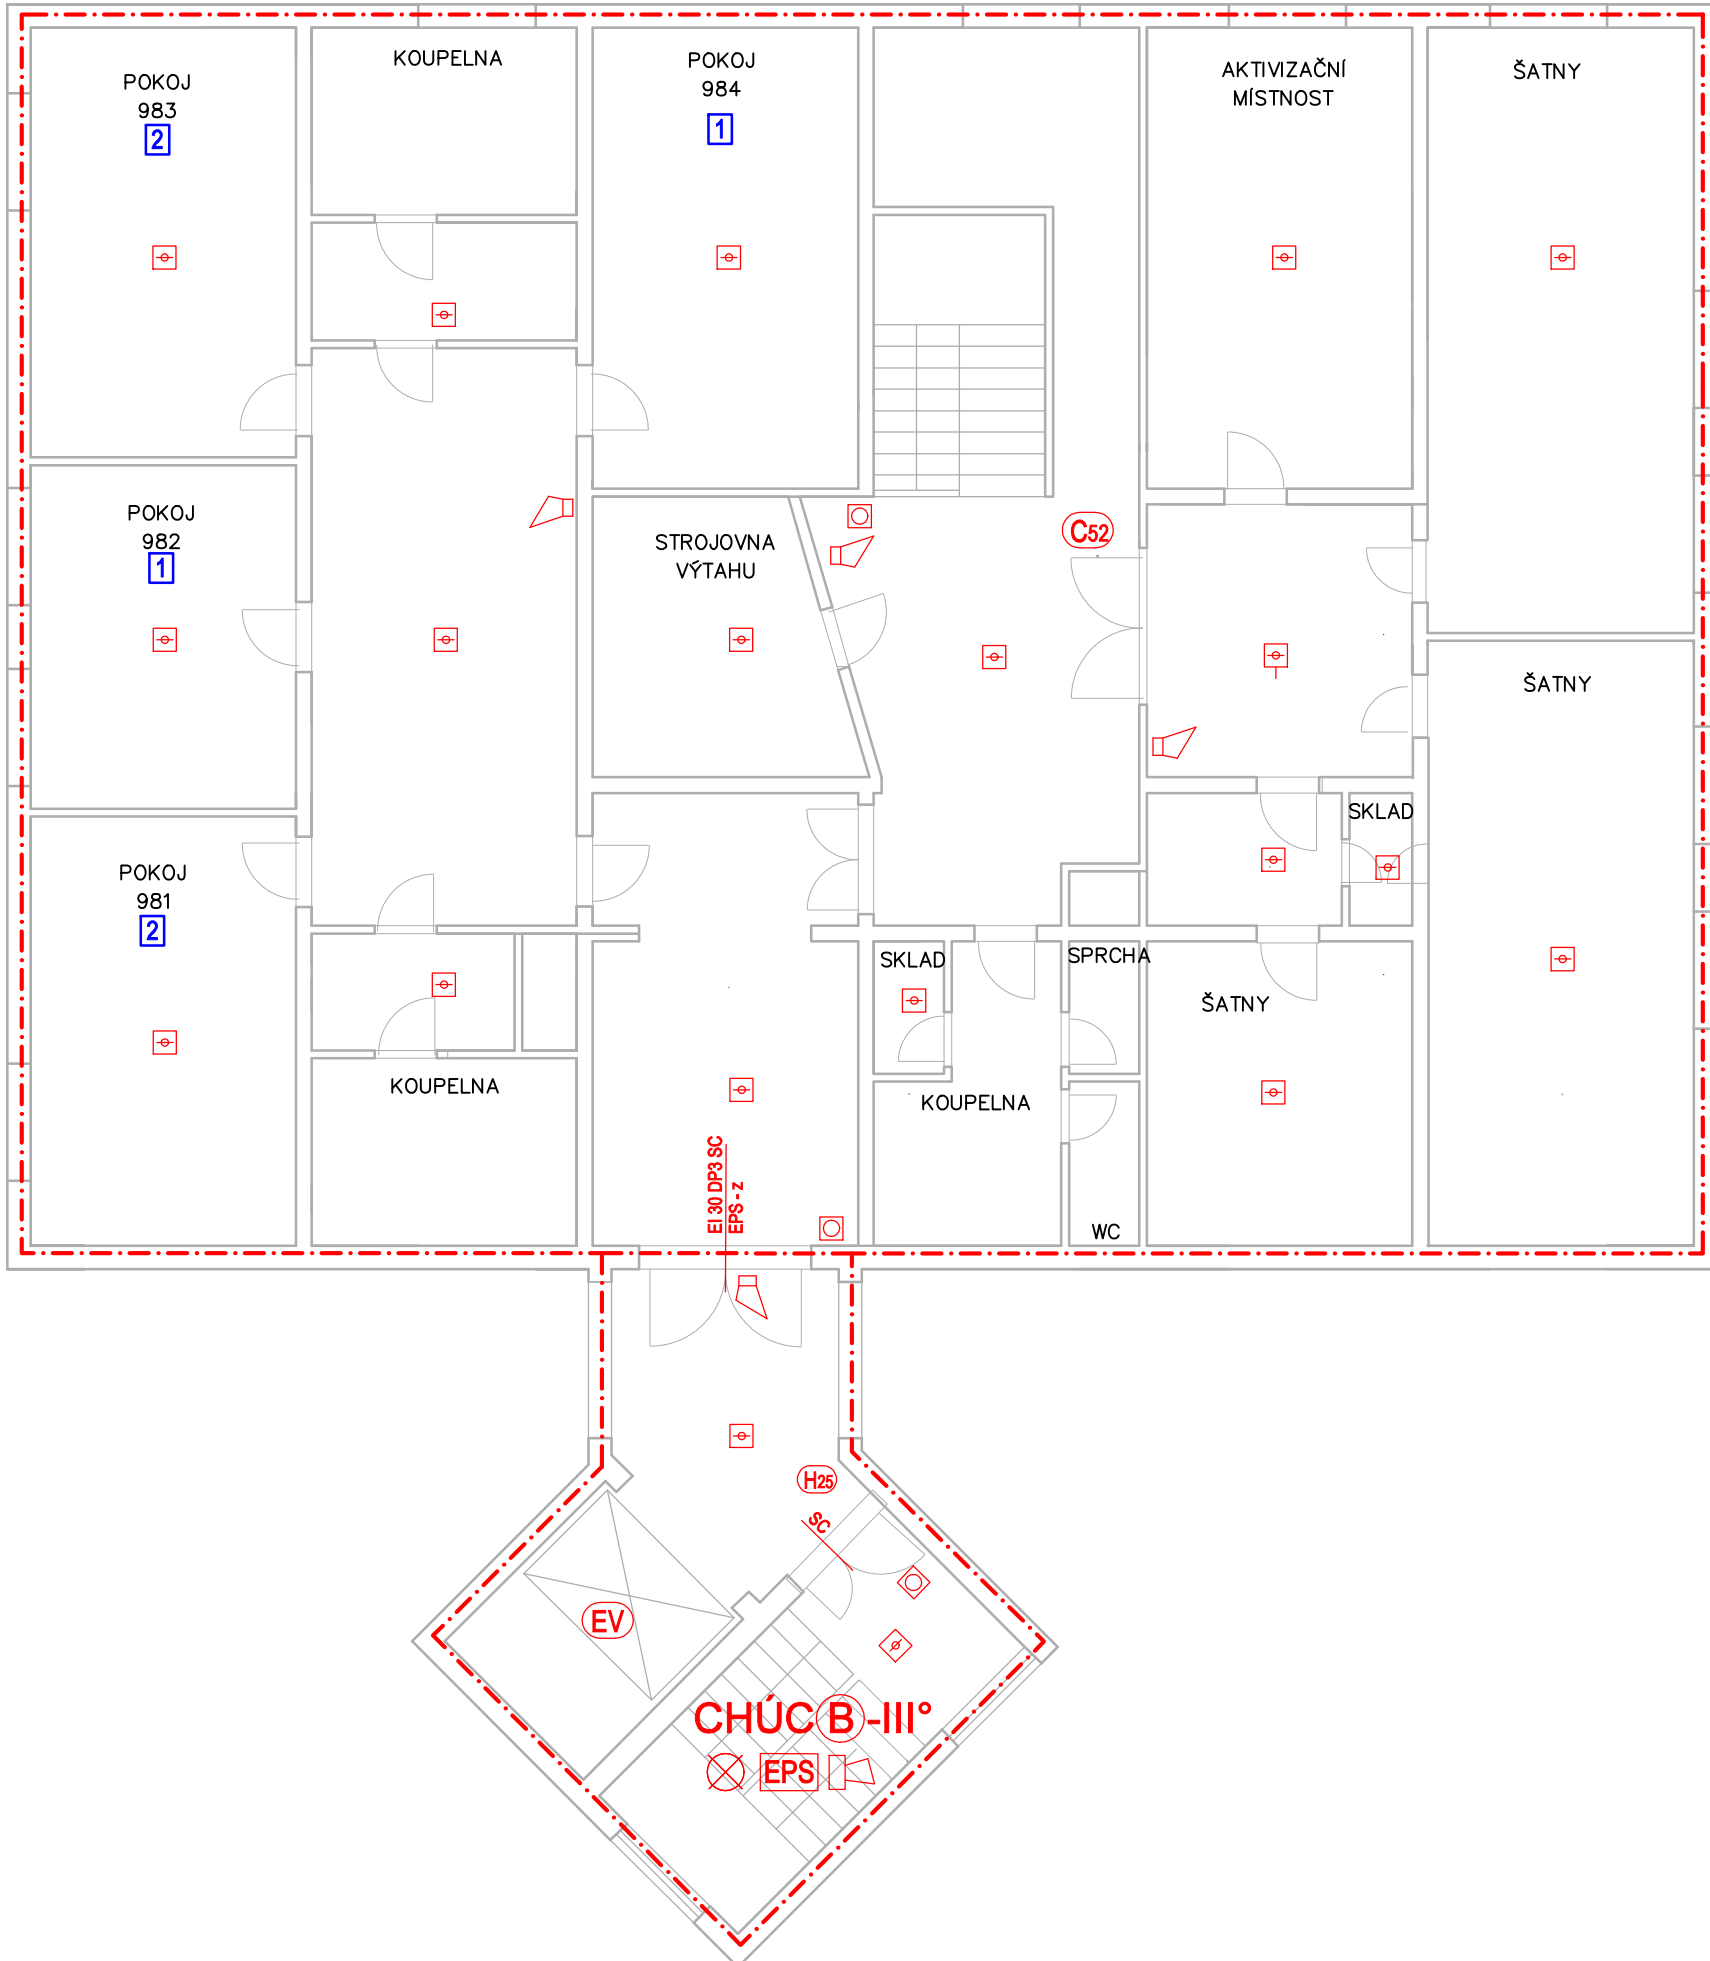 POKOJ
983
2
KOUPELNA
POKOJ
984
1
AKTIVIZAČNÍ
MÍSTNOST
ŠATNY
POKOJ
982
1
STROJOVNA
VÝTAHU
C52
ŠATNY
SKLAD
POKOJ
981
2
SKLAD
SPRCHA
ŠATNY
KOUPELNA
KOUPELNA
WC
EI 30 DP3 SC
EPS - z
H25
SC
EV
CHÚC B -III°
EPS